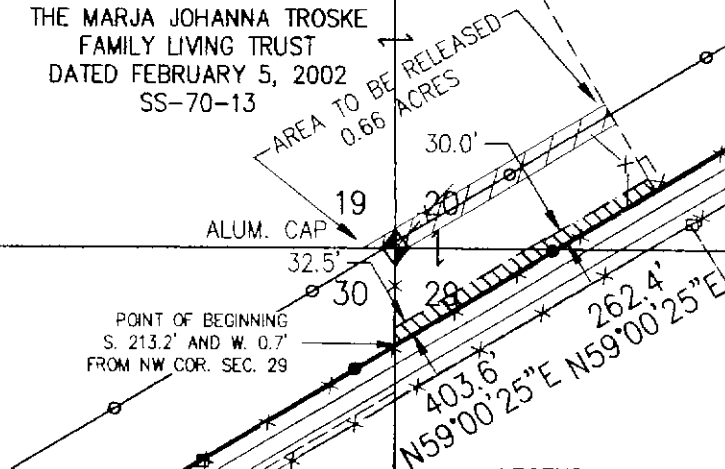 THE MARJA JOHANNA TROSKE
FAMILY LIVING TRUST
DATED FEBRUARY 5, 2002
SS-70-13
AREA TO BE RELEASED
0.66 ACRES
30.0'
19
20
ALUM. CAP
1
32.5'
30
29
POINT OF BEGINNING
S. 213.2' AND W. 0.7'
FROM NW COR. SEC. 29
403.6'
N59°00'25"E
262.4'
N59°00'25"E